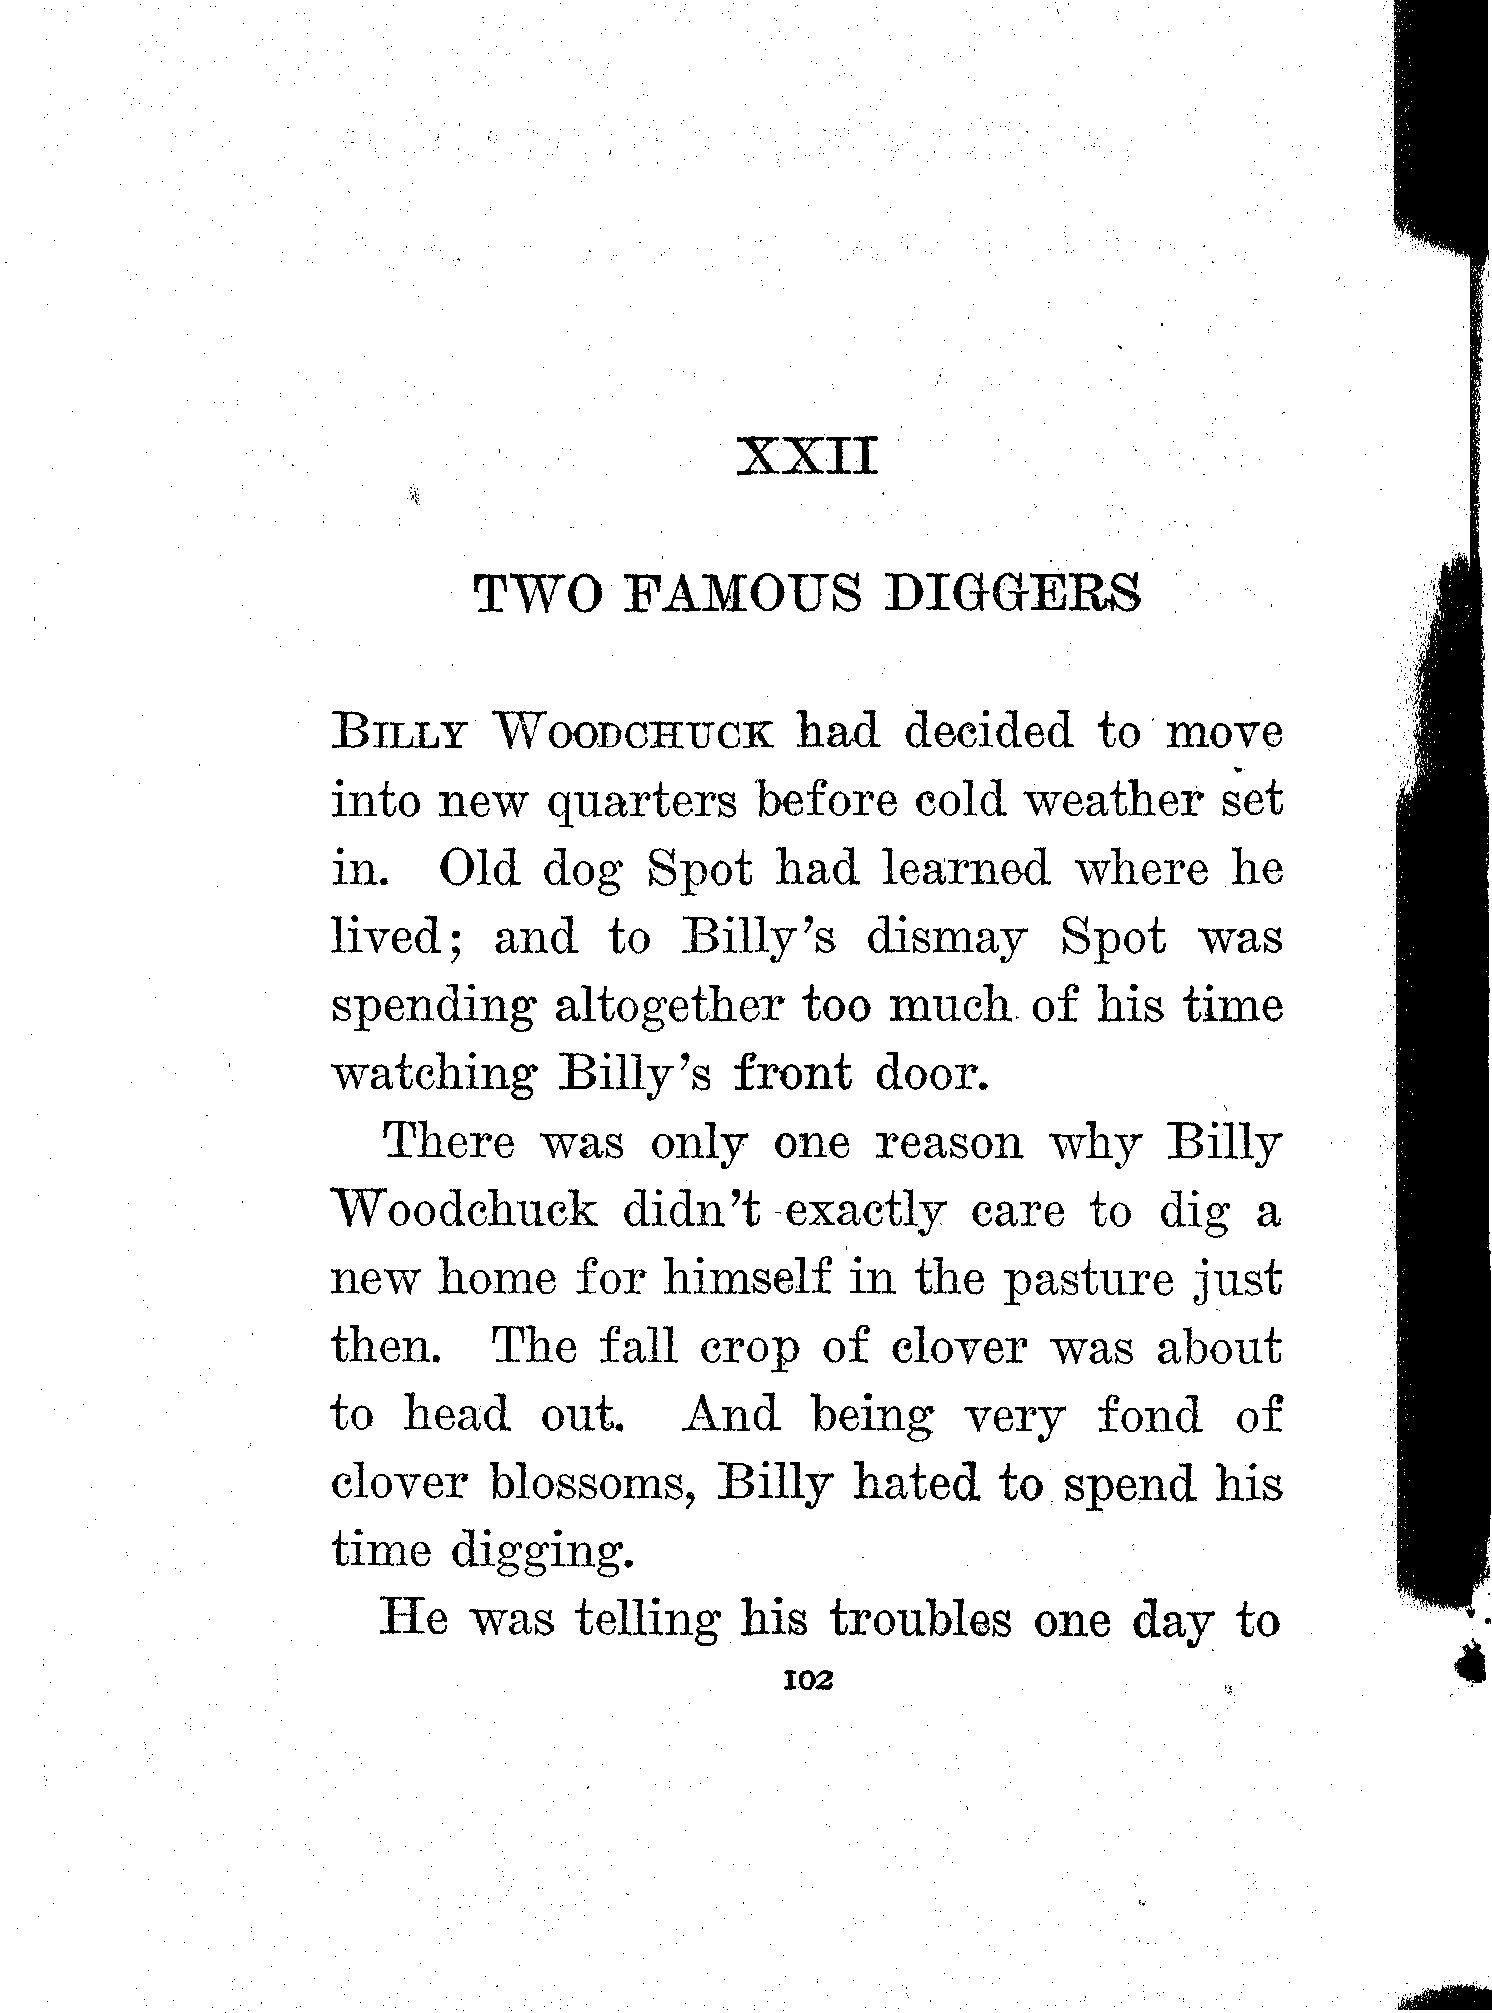 XXII
TWO FAMOUS DIGGERS
BILLY WOODCHUCK had decided to move
into new quarters before cold weather set
in. Old dog Spot had learned where he
lived; and to Billy's dismay Spot was
spending altogether too much of his time
watching Billy's front door.
There was only one reason why Billy
Woodchuck didn't exactly care to dig a
new home for himself in the pasture just
then. The fall crop of clover was about
to head out. And being very fond of
clover blossoms, Billy hated to spend his
time digging.
He was telling his troubles one day to
102